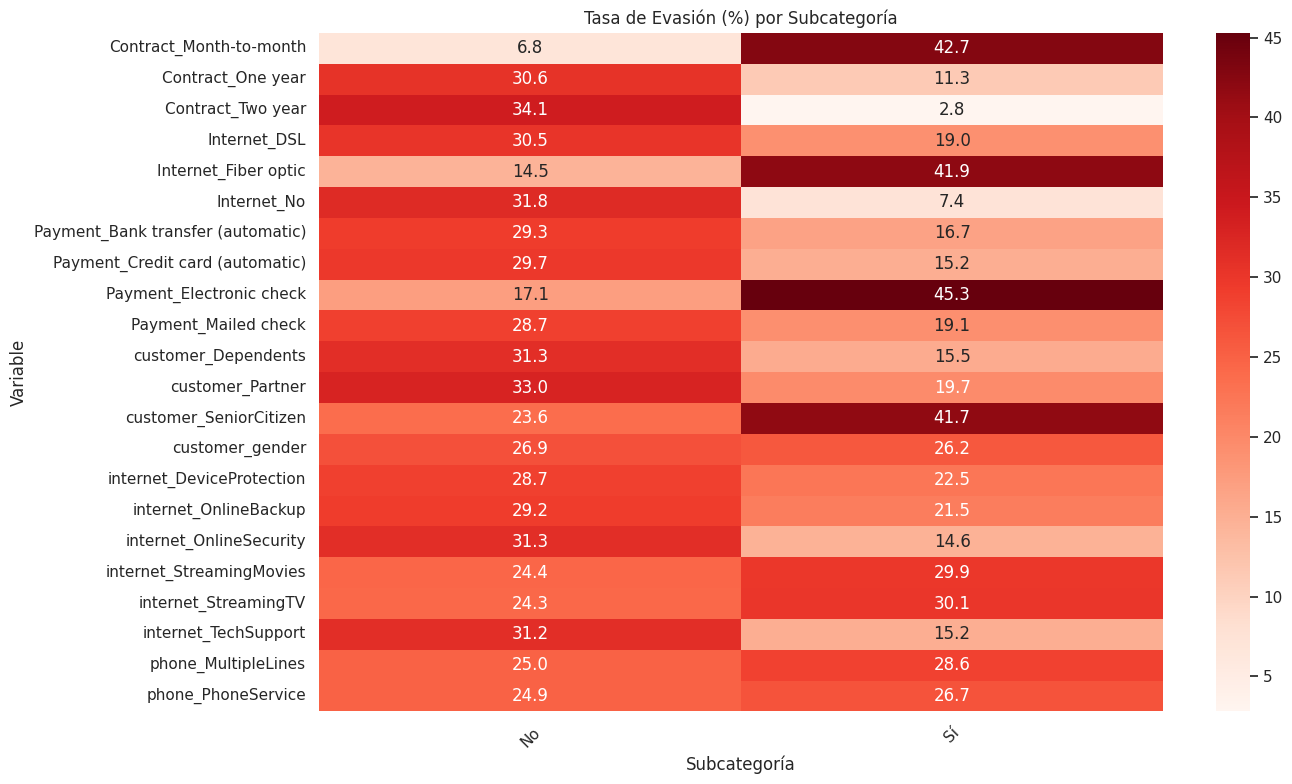 Tasa de Evasión (%) por Subcategoría
Contract_Month-to-month 6.8 42.7
Contract_One year 30.6 11.3
Contract_Two year 34.1 2.8
Internet_DSL 30.5 19.0
Internet_Fiber optic 14.5 41.9
Internet_No 31.8 7.4
Payment_Bank transfer (automatic) 29.3 16.7
Payment_Credit card (automatic) 29.7 15.2
Payment_Electronic check 17.1 45.3
Payment_Mailed check 28.7 19.1
customer_Dependents 31.3 15.5
customer_Partner 33.0 19.7
customer_SeniorCitizen 23.6 41.7
customer_gender 26.9 26.2
internet_DeviceProtection 28.7 22.5
internet_OnlineBackup 29.2 21.5
internet_OnlineSecurity 31.3 14.6
internet_StreamingMovies 24.4 29.9
internet_StreamingTV 24.3 30.1
internet_TechSupport 31.2 15.2
phone_MultipleLines 25.0 28.6
phone_PhoneService 24.9 26.7
Variable
No Sí
Subcategoría
45
40
35
30
25
20
15
10
5